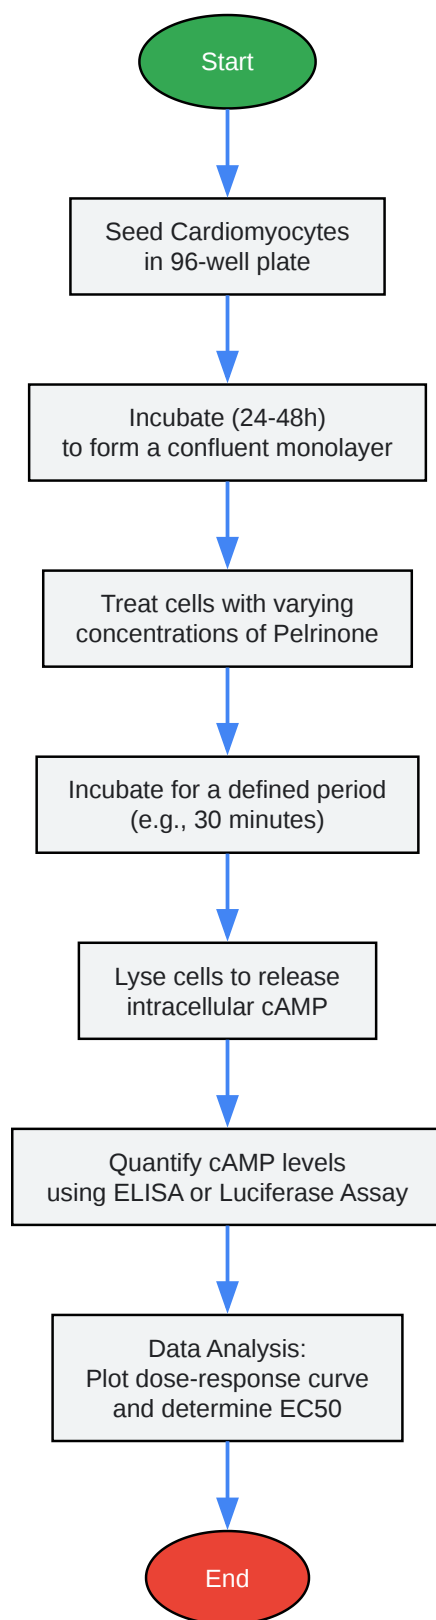 Start
Seed Cardiomyocytes
in 96-well plate
Incubate (24-48h)
to form a confluent monolayer
Treat cells with varying
concentrations of Pelrinone
Incubate for a defined period
(e.g., 30 minutes)
Lyse cells to release
intracellular cAMP
Quantify cAMP levels
using ELISA or Luciferase Assay
Data Analysis:
Plot dose-response curve
and determine EC50
End